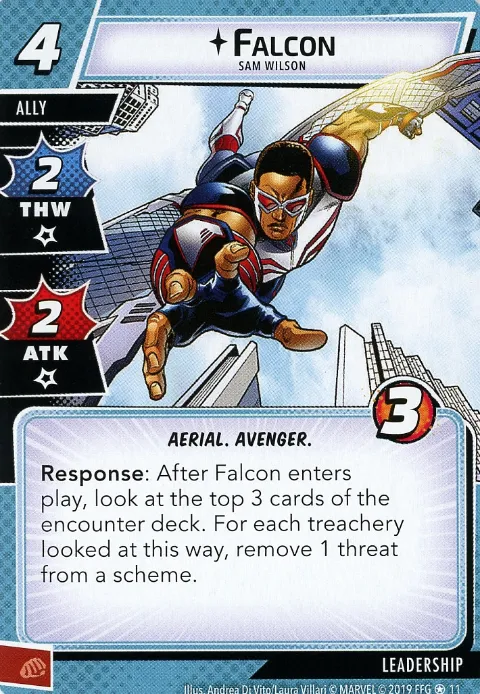 4
FALCON
SAM WILSON
ALLY
2
THW
2
ATK
3
AERIAL. AVENGER.
Response: After Falcon enters
play, look at the top 3 cards of the
encounter deck. For each treachery
looked at this way, remove 1 threat
from a scheme.
LEADERSHIP
Illus. Andrea Di Vito/Laura Villari © MARVEL © 2019 FFG 11